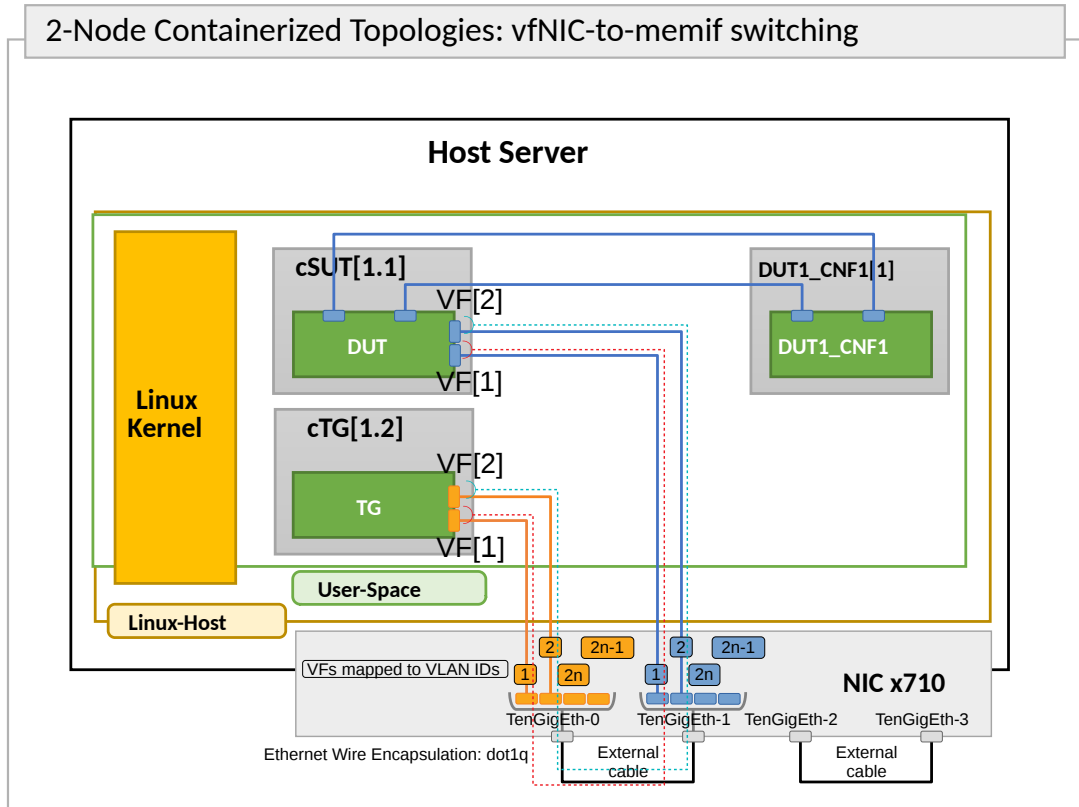 2-Node Containerized Topologies: vfNIC-to-memif switching
Host Server
cSUT[1.1]
DUT1_CNF1[1]
VF[2]
DUT
DUT1_CNF1
VF[1]
Linux
Kernel
cTG[1.2]
VF[2]
TG
VF[1]
User-Space
Linux-Host
2
2n-1
2
2n-1
VFs mapped to VLAN IDs
1
2n
1
2n
NIC x710
TenGigEth-0
TenGigEth-1
TenGigEth-2
TenGigEth-3
Ethernet Wire Encapsulation: dot1q
External
cable
External
cable